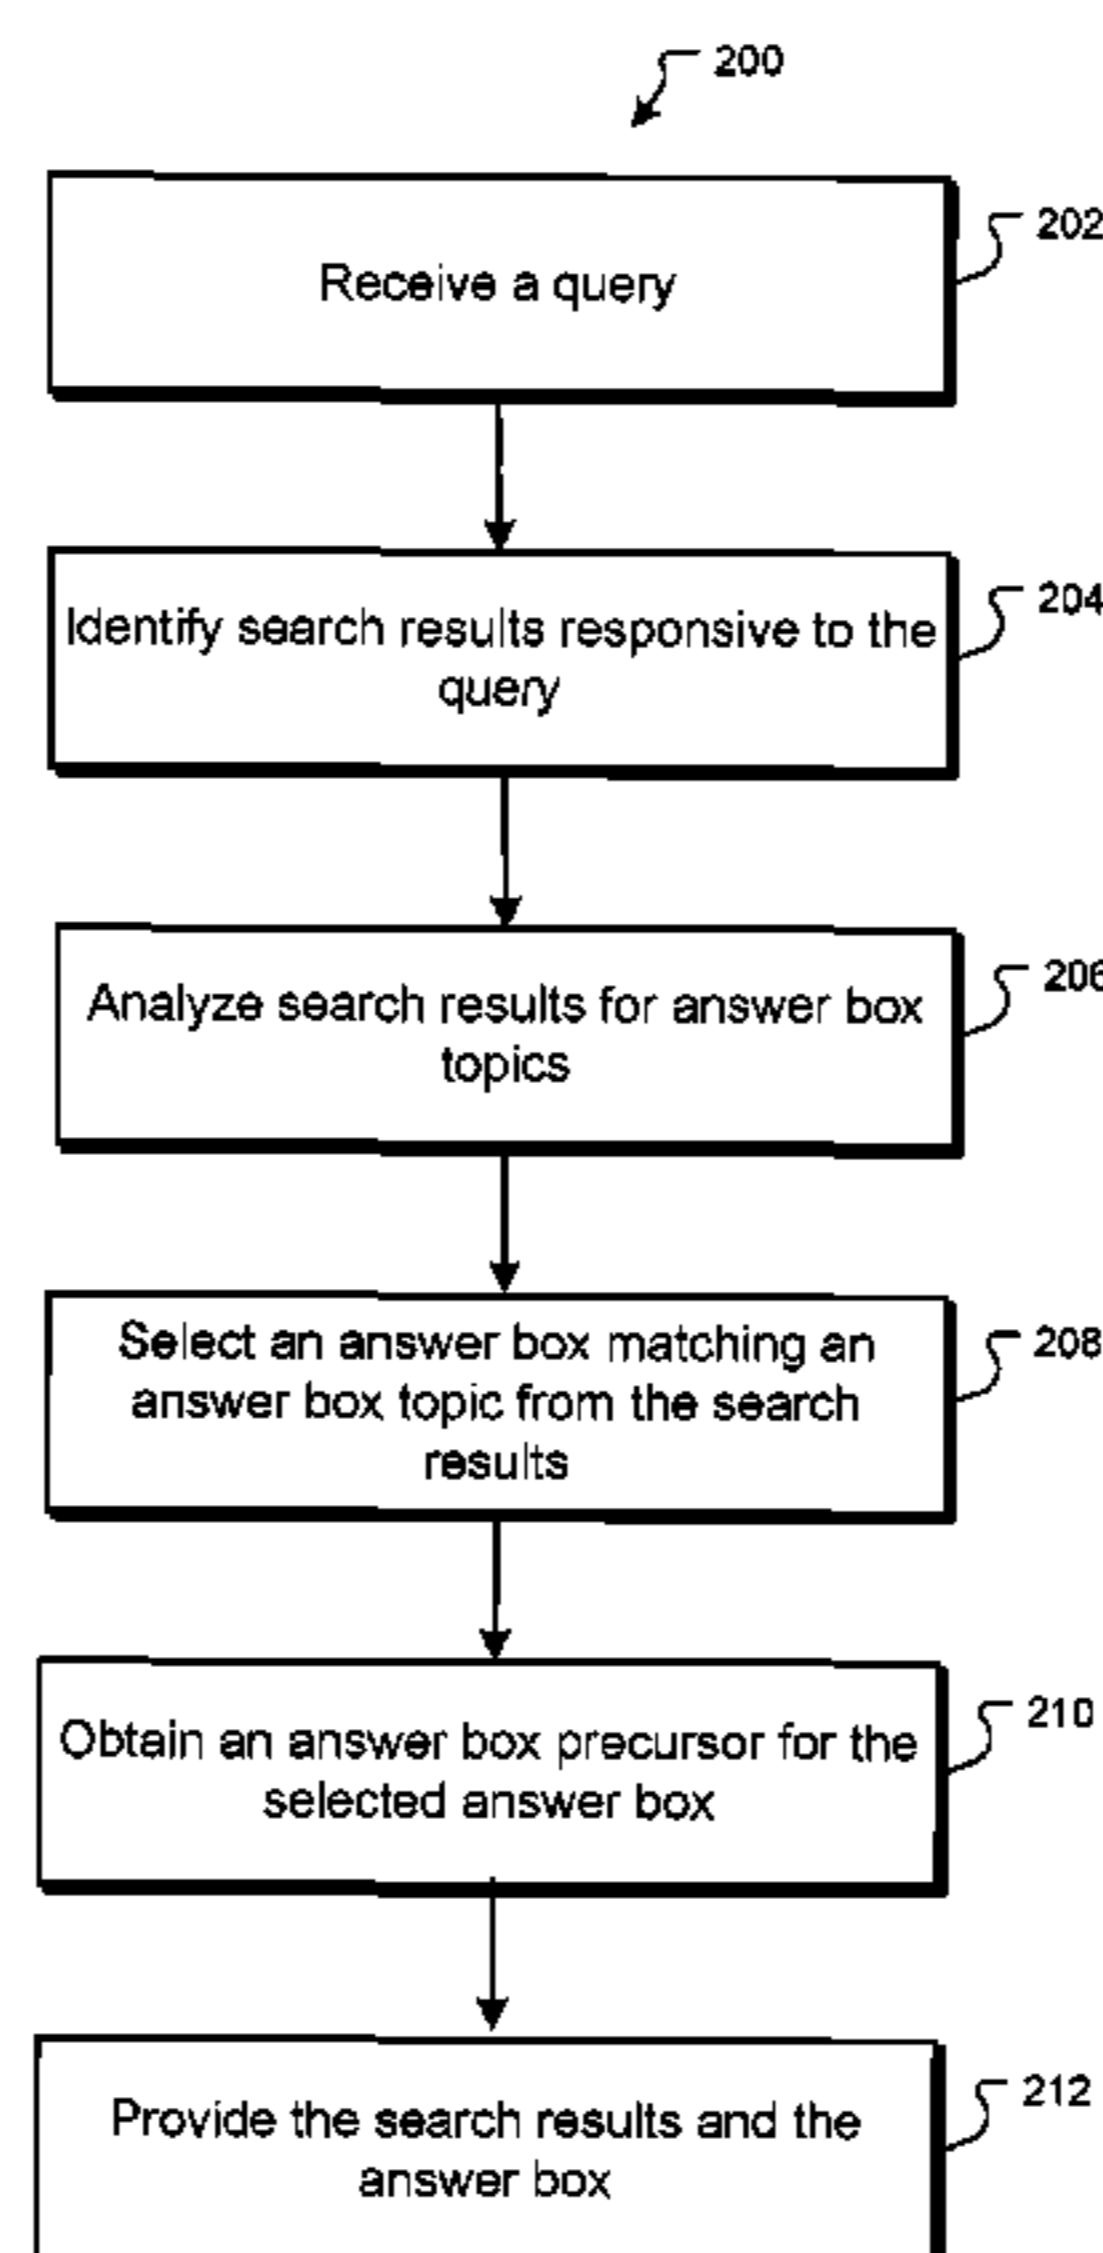 200
Receive a query
202
Identify search results responsive to the
query
204
Analyze search results for answer box
topics
206
Select an answer box matching an
answer box topic from the search
results
208
Obtain an answer box precursor for the
selected answer box
210
Provide the search results and the
answer box
212